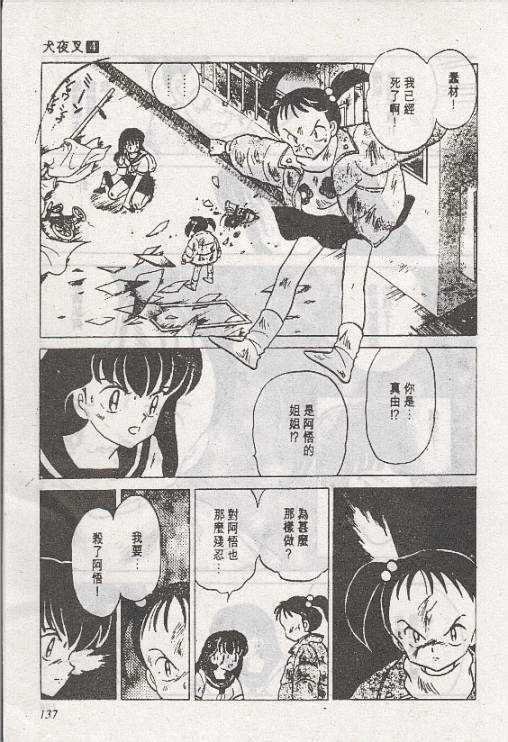 犬夜叉4
蠢材！
我已經
死了啊！
⋯⋯
⋯⋯
你是⋯
真由!?
是阿悟的
姐姐!?
為甚麼
那樣做？
對阿悟也
那麼殘忍⋯
我要⋯
殺了阿悟！
137